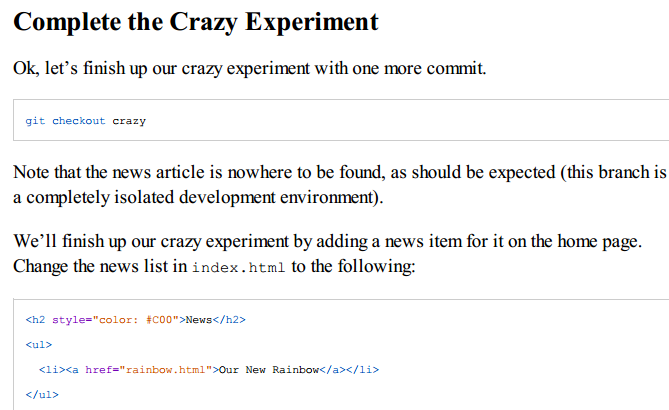 Complete the Crazy Experiment
Ok, let’s finish up our crazy experiment with one more commit.
git checkout crazy
Note that the news article is nowhere to be found, as should be expected (this branch is
a completely isolated development environment).
We’ll finish up our crazy experiment by adding a news item for it on the home page.
Change the news list in index.html to the following:
<h2 style="color: #C00">News</h2>
<ul>
  <li><a href="rainbow.html">Our New Rainbow</a></li>
</ul>